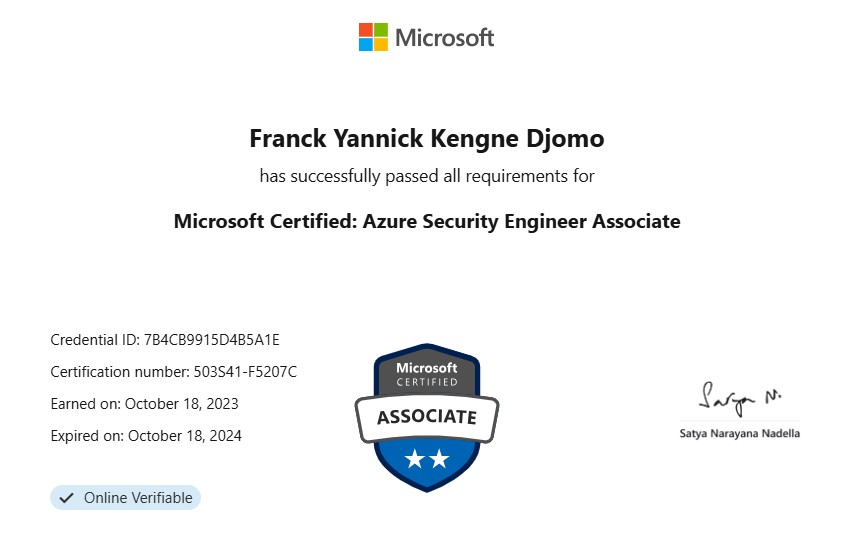 Microsoft
Franck Yannick Kengne Djomo
has successfully passed all requirements for
Microsoft Certified: Azure Security Engineer Associate
Credential ID: 7B4CB9915D4B5A1E
Certification number: 503S41-F5207C
Earned on: October 18, 2023
Expired on: October 18, 2024
Online Verifiable
Microsoft
CERTIFIED
ASSOCIATE
Satya N.
Satya Narayana Nadella